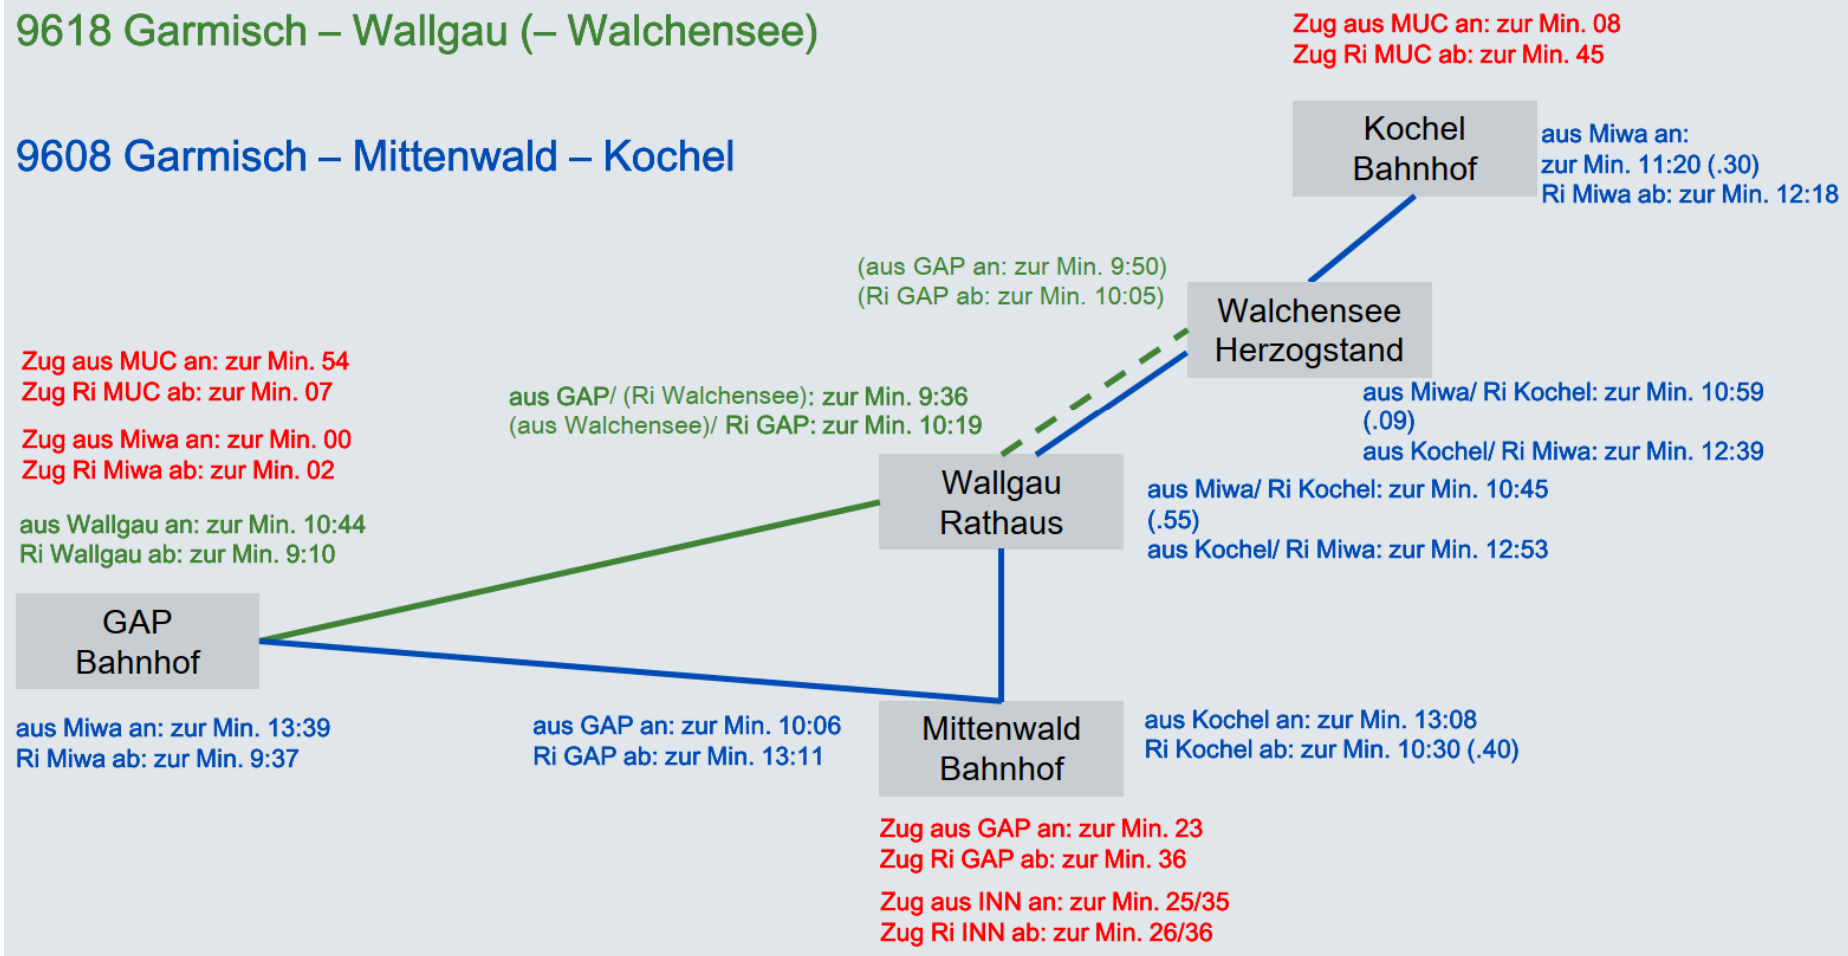 9618 Garmisch – Wallgau (– Walchensee)
9608 Garmisch – Mittenwald – Kochel
Zug aus MUC an: zur Min. 08
Zug Ri MUC ab: zur Min. 45
Kochel
Bahnhof
aus Miwa an:
zur Min. 11:20 (.30)
Ri Miwa ab: zur Min. 12:18
(aus GAP an: zur Min. 9:50)
(Ri GAP ab: zur Min. 10:05)
Walchensee
Herzogstand
aus Miwa/ Ri Kochel: zur Min. 10:59
(.09)
aus Kochel/ Ri Miwa: zur Min. 12:39
Zug aus MUC an: zur Min. 54
Zug Ri MUC ab: zur Min. 07
Zug aus Miwa an: zur Min. 00
Zug Ri Miwa ab: zur Min. 02
aus Wallgau an: zur Min. 10:44
Ri Wallgau ab: zur Min. 9:10
aus GAP/ (Ri Walchensee): zur Min. 9:36
(aus Walchensee)/ Ri GAP: zur Min. 10:19
Wallgau
Rathaus
aus Miwa/ Ri Kochel: zur Min. 10:45
(.55)
aus Kochel/ Ri Miwa: zur Min. 12:53
GAP
Bahnhof
aus Miwa an: zur Min. 13:39
Ri Miwa ab: zur Min. 9:37
aus GAP an: zur Min. 10:06
Ri GAP ab: zur Min. 13:11
Mittenwald
Bahnhof
aus Kochel an: zur Min. 13:08
Ri Kochel ab: zur Min. 10:30 (.40)
Zug aus GAP an: zur Min. 23
Zug Ri GAP ab: zur Min. 36
Zug aus INN an: zur Min. 25/35
Zug Ri INN ab: zur Min. 26/36